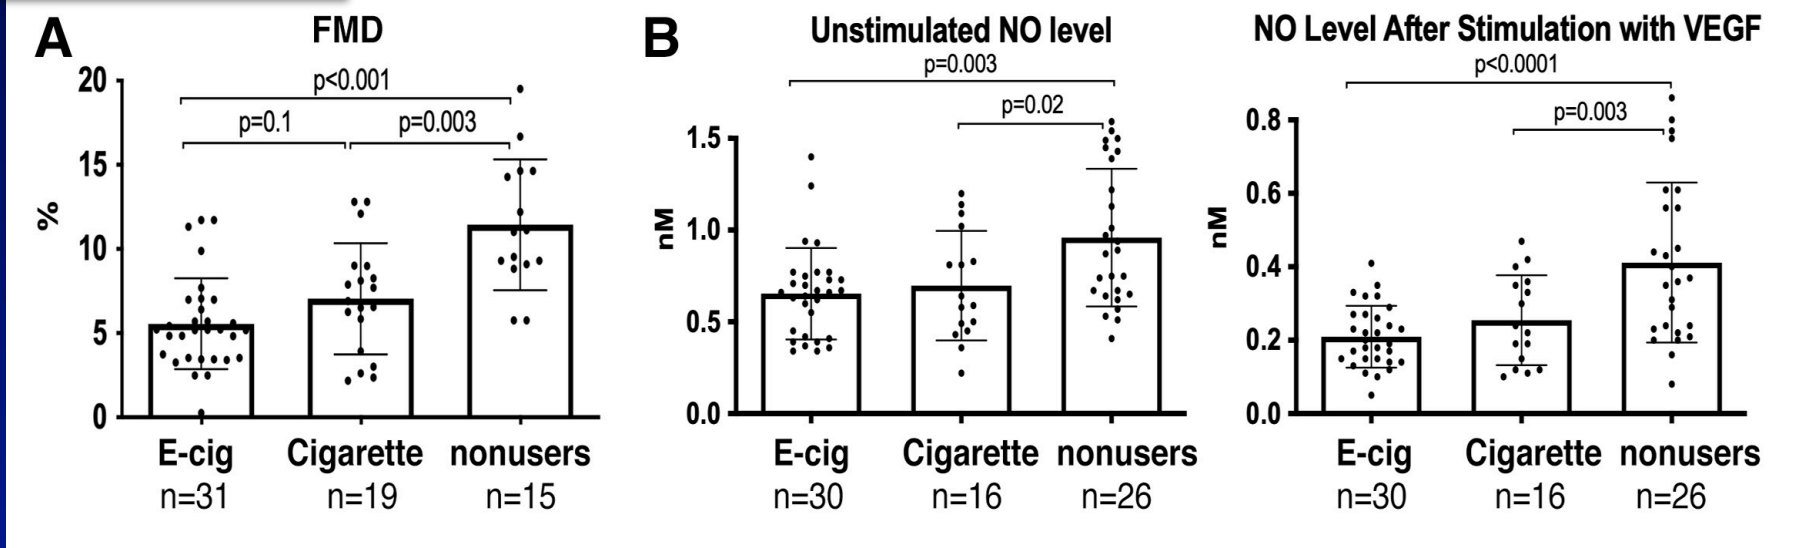 A
FMD
p<0.001
p=0.1
p=0.003
20
15
10
5
0
%
E-cig
Cigarette
nonusers
n=31
n=19
n=15
B
Unstimulated NO level
p=0.003
p=0.02
1.5
1.0
0.5
0.0
nM
E-cig
Cigarette
nonusers
n=30
n=16
n=26
NO Level After Stimulation with VEGF
p<0.0001
p=0.003
0.8
0.6
0.4
0.2
0.0
nM
E-cig
Cigarette
nonusers
n=30
n=16
n=26